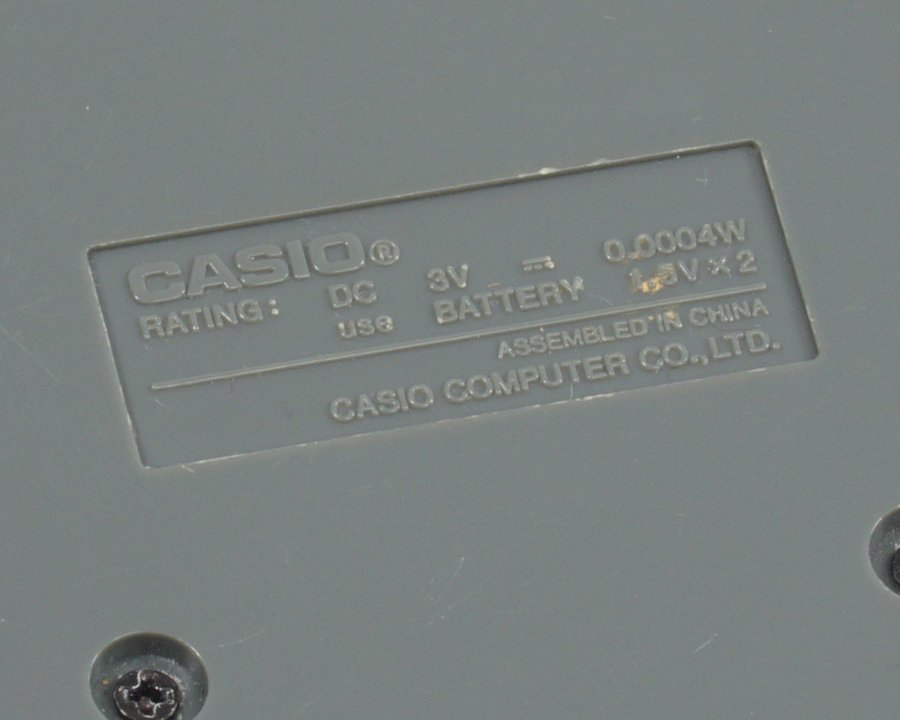 CASIO®
RATING: DC 3V ⎓ 0.0004W
use BATTERY 1.5V × 2
ASSEMBLED IN CHINA
CASIO COMPUTER CO.,LTD.